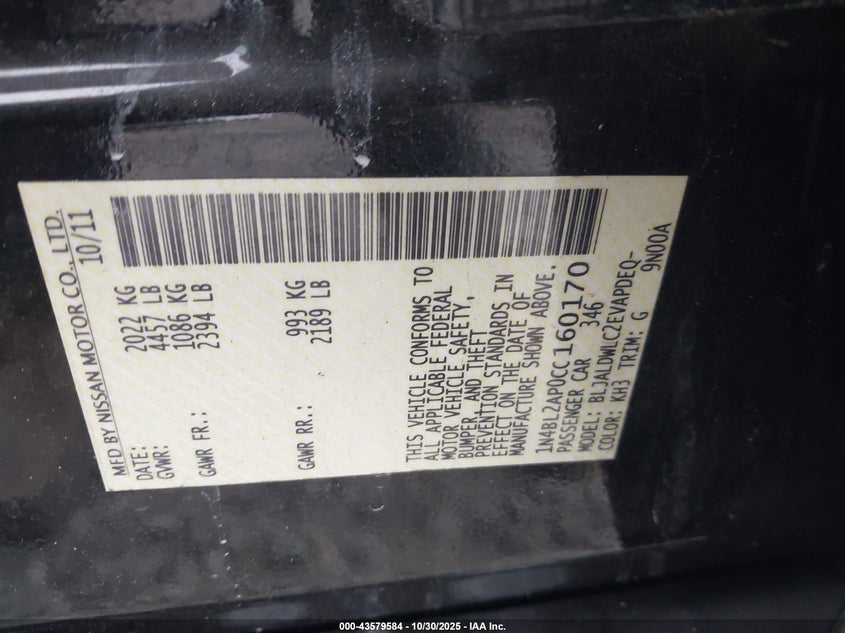 MFD BY NISSAN MOTOR CO., LTD.
DATE: 10/11
GVWR: 2022 KG
4457 LB
GAWR FR.: 1086 KG
2394 LB
GAWR RR.: 993 KG
2189 LB
THIS VEHICLE CONFORMS TO
ALL APPLICABLE FEDERAL
MOTOR VEHICLE SAFETY,
BUMPER, AND THEFT
PREVENTION STANDARDS IN
EFFECT ON THE DATE OF
MANUFACTURE SHOWN ABOVE.
1N4BL2AP0CC160170
PASSENGER CAR 346
MODEL: BLJALDWLC2EVAPDEQ-
COLOR: KH3 TRIM: G 9N00A
000-43579584 - 10/30/2025 - IAA Inc.